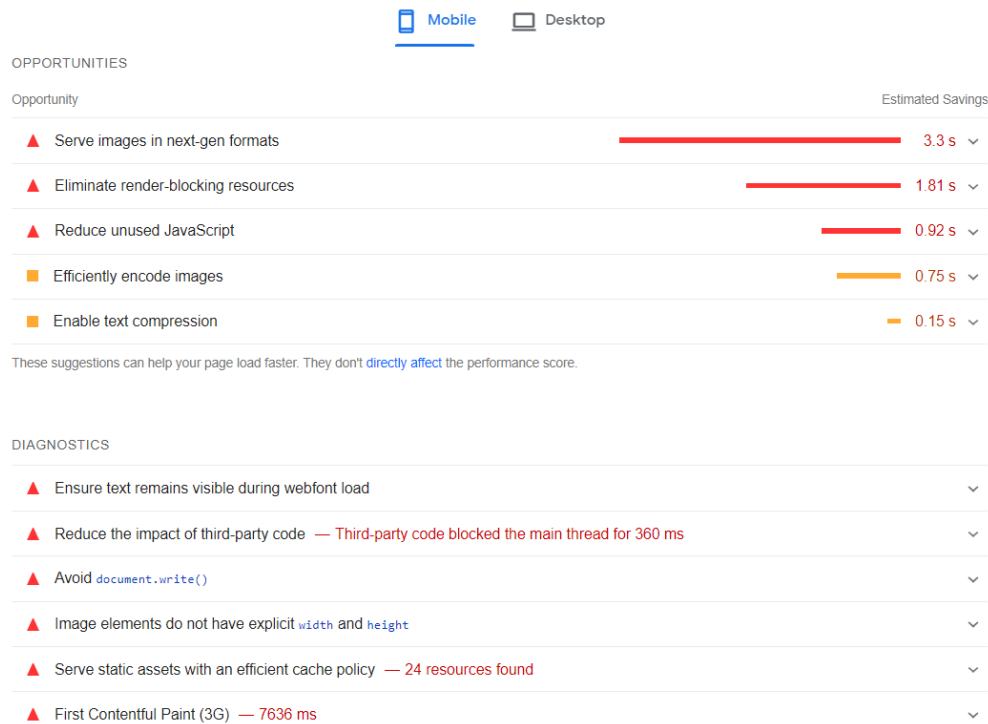 Mobile Desktop
OPPORTUNITIES
Opportunity Estimated Savings
Serve images in next-gen formats 3.3 s
Eliminate render-blocking resources 1.81 s
Reduce unused JavaScript 0.92 s
Efficiently encode images 0.75 s
Enable text compression 0.15 s
These suggestions can help your page load faster. They don't directly affect the performance score.
DIAGNOSTICS
Ensure text remains visible during webfont load
Reduce the impact of third-party code — Third-party code blocked the main thread for 360 ms
Avoid document.write()
Image elements do not have explicit width and height
Serve static assets with an efficient cache policy — 24 resources found
First Contentful Paint (3G) — 7636 ms